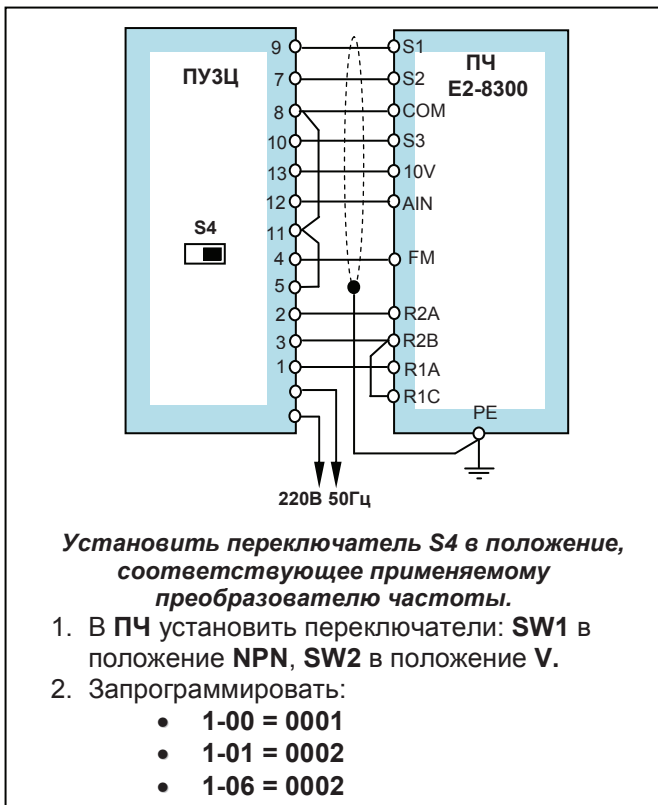 9 S1
ПУ3Ц ПЧ
7 S2 E2-8300
8 COM
10 S3
13 10V
12 AIN
S4
11
4 FM
5
2 R2A
3 R2B
1 R1A
R1C
PE
220В 50Гц
Установить переключатель S4 в положение,
соответствующее применяемому
преобразователю частоты.
1. В ПЧ установить переключатели: SW1 в
положение NPN, SW2 в положение V.
2. Запрограммировать:
• 1-00 = 0001
• 1-01 = 0002
• 1-06 = 0002